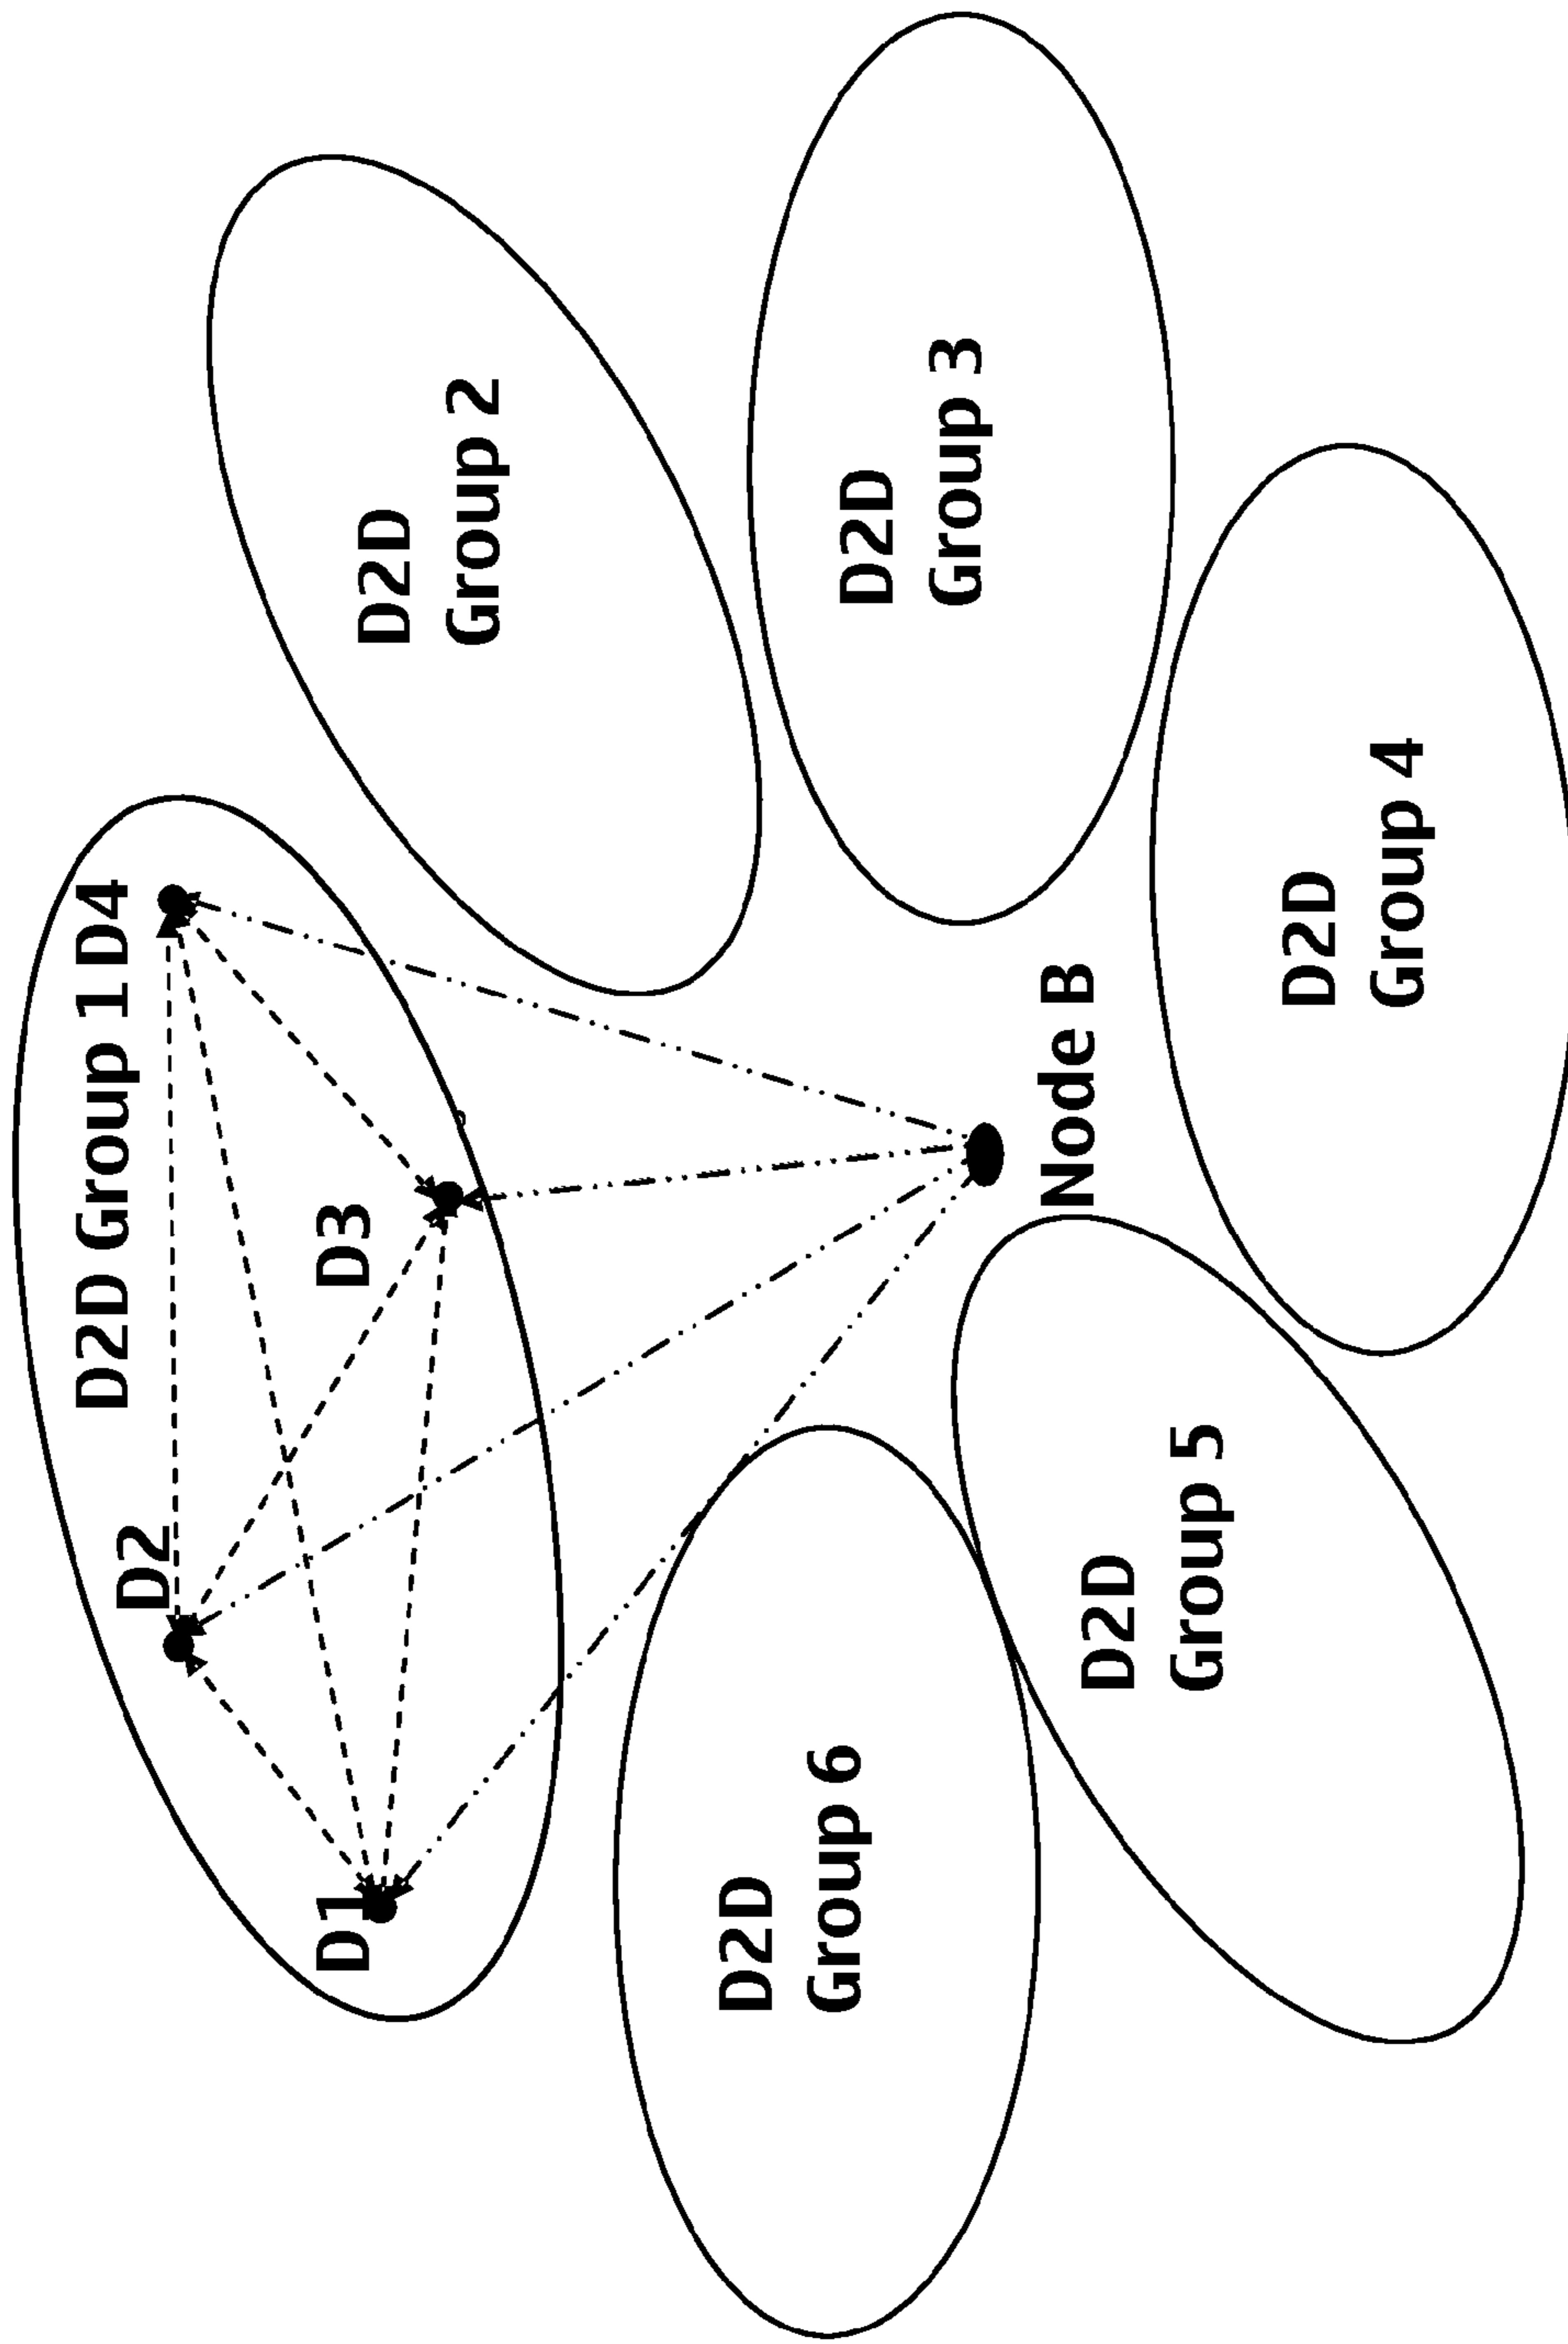 D2D Group 1 D4
D2
D3
D1
D2D
Group 2
D2D
Group 6
D2D
Group 3
Node B
D2D
Group 5
D2D
Group 4